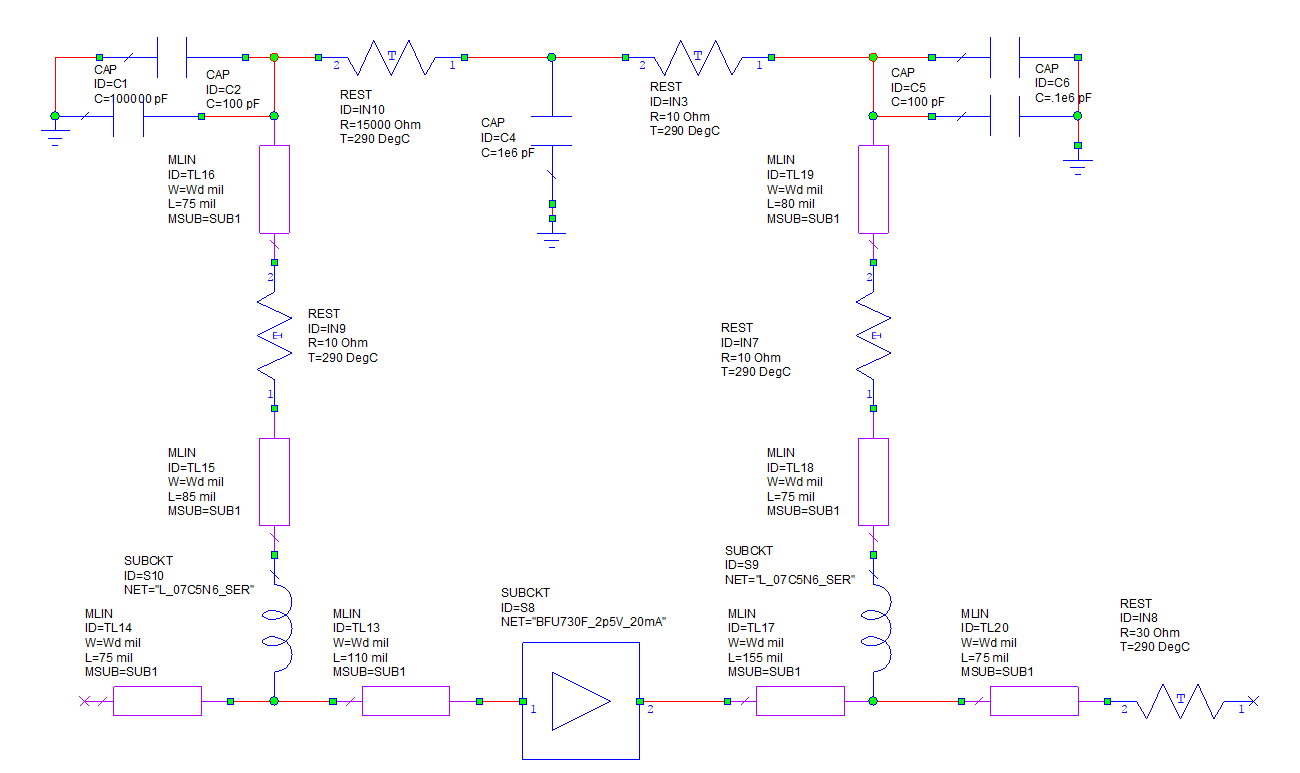 CAP
ID=C1
C=100000 pF
CAP
ID=C2
C=100 pF
2
T
1
REST
ID=IN10
R=15000 Ohm
T=290 DegC
CAP
ID=C4
C=1e6 pF
2
T
1
REST
ID=IN3
R=10 Ohm
T=290 DegC
CAP
ID=C5
C=100 pF
CAP
ID=C6
C=.1e6 pF
MLIN
ID=TL16
W=Wd mil
L=75 mil
MSUB=SUB1
MLIN
ID=TL19
W=Wd mil
L=80 mil
MSUB=SUB1
2
T
1
REST
ID=IN9
R=10 Ohm
T=290 DegC
2
T
1
REST
ID=IN7
R=10 Ohm
T=290 DegC
MLIN
ID=TL15
W=Wd mil
L=85 mil
MSUB=SUB1
MLIN
ID=TL18
W=Wd mil
L=75 mil
MSUB=SUB1
SUBCKT
ID=S10
NET="L_07C5N6_SER"
SUBCKT
ID=S9
NET="L_07C5N6_SER"
MLIN
ID=TL14
W=Wd mil
L=75 mil
MSUB=SUB1
MLIN
ID=TL13
W=Wd mil
L=110 mil
MSUB=SUB1
SUBCKT
ID=S8
NET="BFU730F_2p5V_20mA"
1
2
MLIN
ID=TL17
W=Wd mil
L=155 mil
MSUB=SUB1
MLIN
ID=TL20
W=Wd mil
L=75 mil
MSUB=SUB1
REST
ID=IN8
R=30 Ohm
T=290 DegC
2
T
1